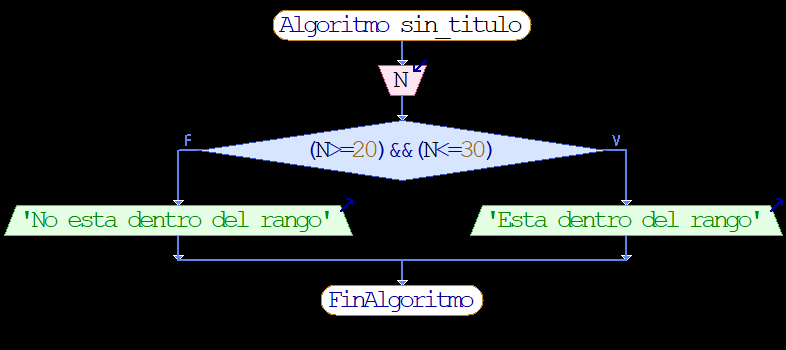 Algoritmo sin_titulo
N
F
V
(N>=20)&&(N<=30)
'No esta dentro del rango'
'Esta dentro del rango'
FinAlgoritmo